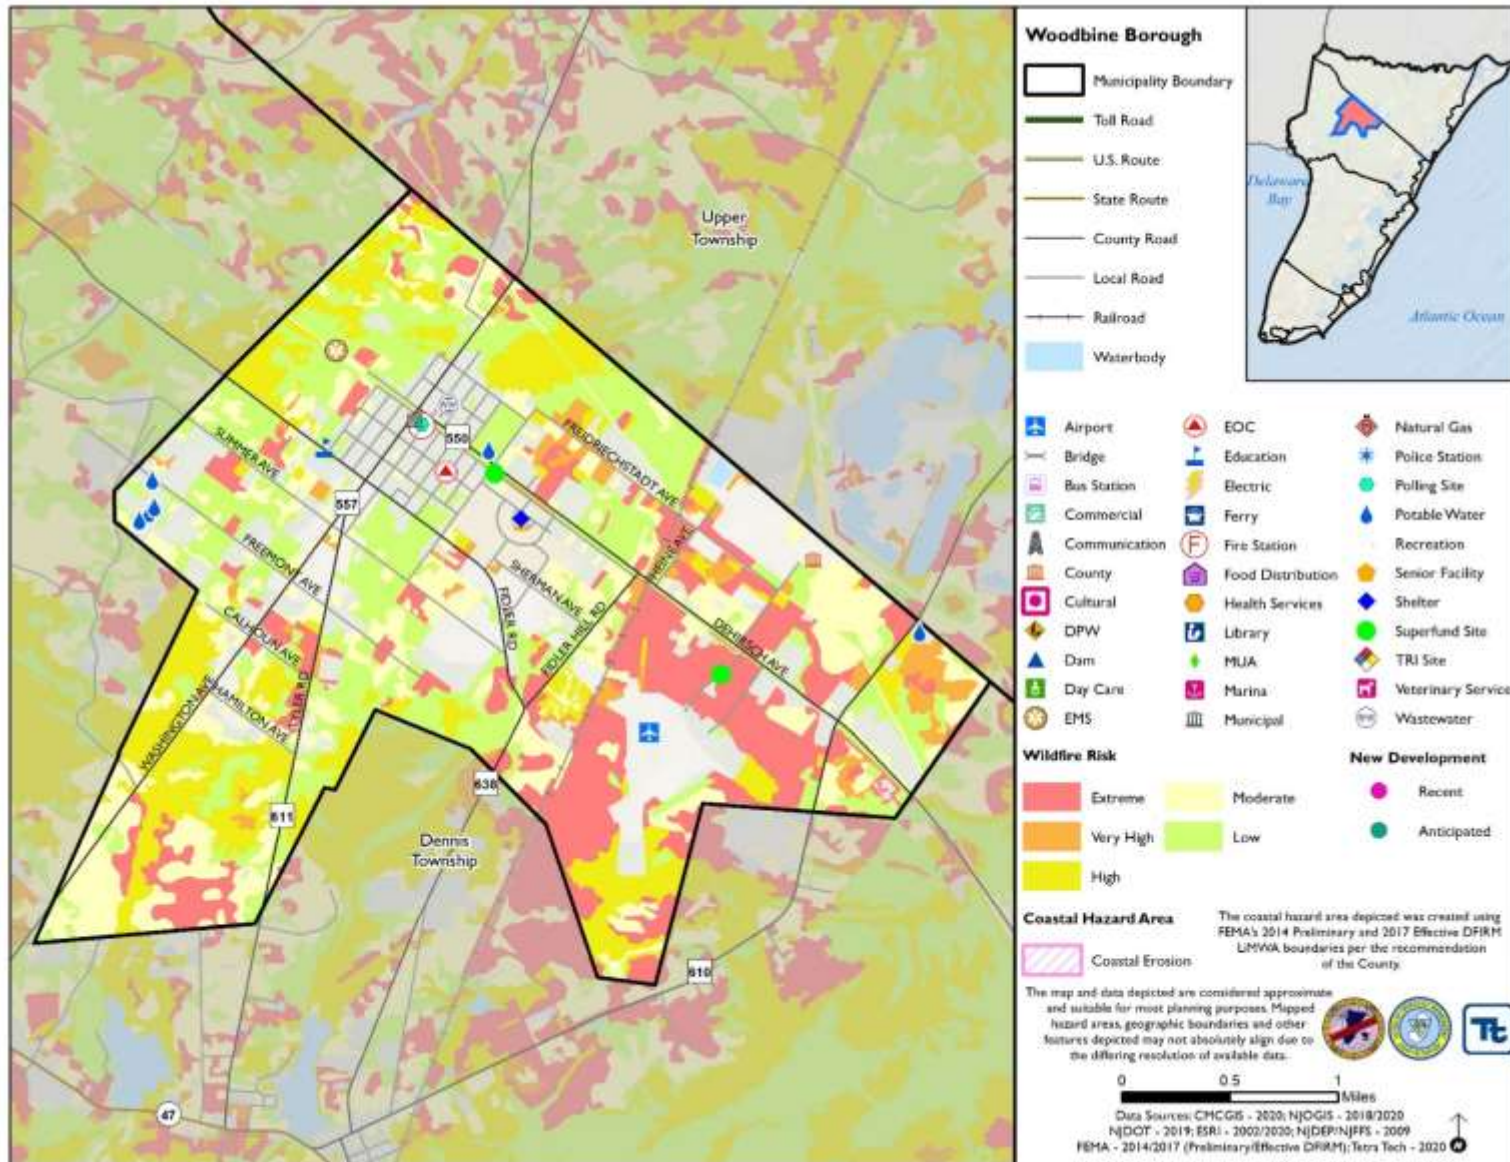 Upper
Township
550
FREIDRIECHSTADT AVE
SUMMER AVE
557
FREEMONT AVE
SHERMAN AVE
HEINE AVE
FIDLER RD
FIDLER HILL RD
DEHIRSCH AVE
CALHOUN AVE
HAMILTON AVE
WASHINGTON AVE
TYLER RD
638
611
Dennis
Township
610
47
Woodbine Borough
Municipality Boundary
Toll Road
U.S. Route
State Route
County Road
Local Road
Railroad
Waterbody
Delaware
Bay
Atlantic Ocean
Airport
Bridge
Bus Station
Commercial
Communication
County
Cultural
DPW
Dam
Day Care
EMS
EOC
Education
Electric
Ferry
F Fire Station
Food Distribution
Health Services
Library
MUA
Marina
Municipal
Natural Gas
Police Station
Polling Site
Potable Water
Recreation
Senior Facility
Shelter
Superfund Site
TRI Site
Veterinary Service
Wastewater
Wildfire Risk
Extreme
Very High
High
Moderate
Low
New Development
Recent
Anticipated
Coastal Hazard Area
Coastal Erosion
The coastal hazard area depicted was created using
FEMA's 2014 Preliminary and 2017 Effective DFIRM
LiMWA boundaries per the recommendation
of the County.
The map and data depicted are considered approximate
and suitable for most planning purposes. Mapped
hazard areas, geographic boundaries and other
features depicted may not absolutely align due to
the differing resolution of available data.
Tt
0 0.5 1
Miles
Data Sources: CMCGIS - 2020; NJOGIS - 2018/2020
NJDOT - 2019; ESRI - 2002/2020; NJDEP/NJFFS - 2009
FEMA - 2014/2017 (Preliminary/Effective DFIRM); Tetra Tech - 2020
N